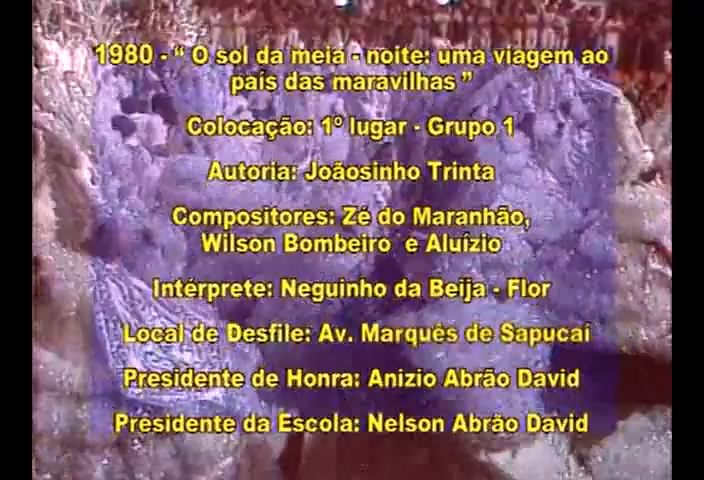 1980 - “ O sol da meia - noite: uma viagem ao
país das maravilhas ”
Colocação: 1º lugar - Grupo 1
Autoria: Joãosinho Trinta
Compositores: Zé do Maranhão,
Wilson Bombeiro e Aluízio
Intérprete: Neguinho da Beija - Flor
Local de Desfile: Av. Marquês de Sapucaí
Presidente de Honra: Anizio Abrão David
Presidente da Escola: Nelson Abrão David